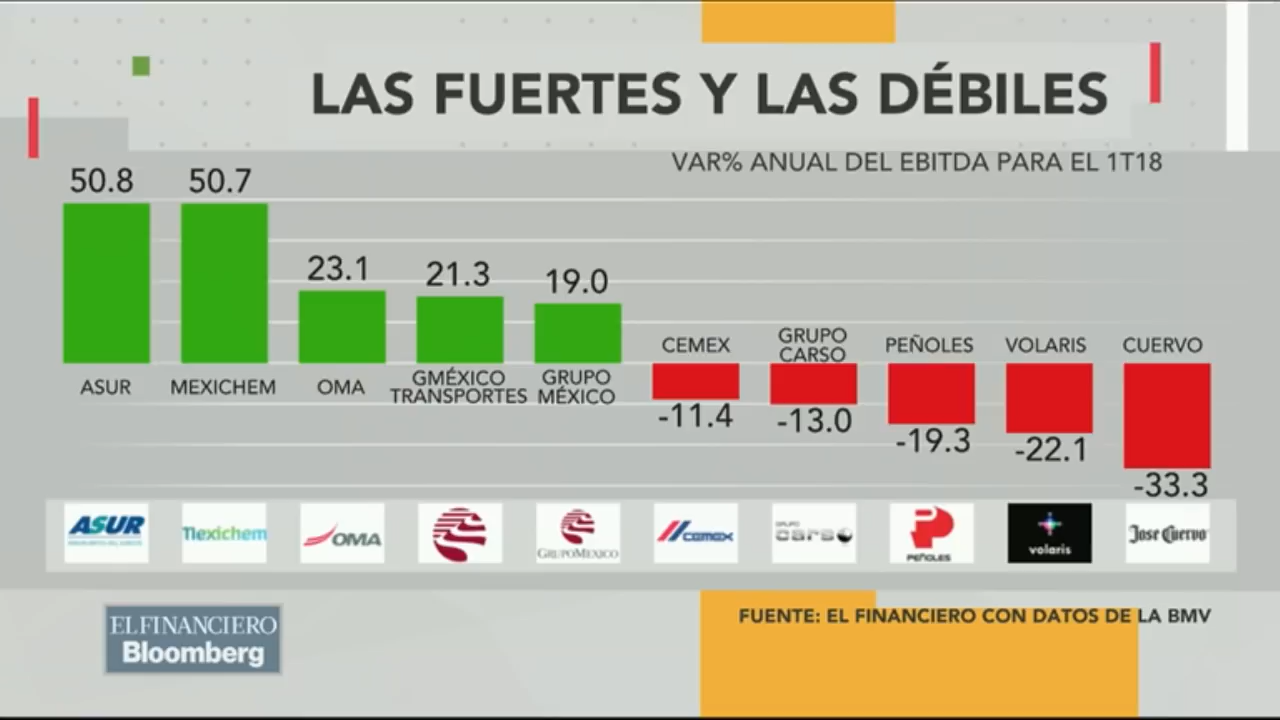 LAS FUERTES Y LAS DÉBILES
VAR% ANUAL DEL EBITDA PARA EL 1T18
50.8
50.7
23.1
21.3
19.0
ASUR
MEXICHEM
OMA
GMÉXICO
TRANSPORTES
GRUPO
MÉXICO
CEMEX
GRUPO
CARSO
PEÑOLES
VOLARIS
CUERVO
-11.4
-13.0
-19.3
-22.1
-33.3
ASUR
Mexichem
OMA
GRUPOMEXICO
CEMEX
GRUPO
carso
PEÑOLES
volaris
Jose Cuervo
FUENTE: EL FINANCIERO CON DATOS DE LA BMV
EL FINANCIERO
Bloomberg